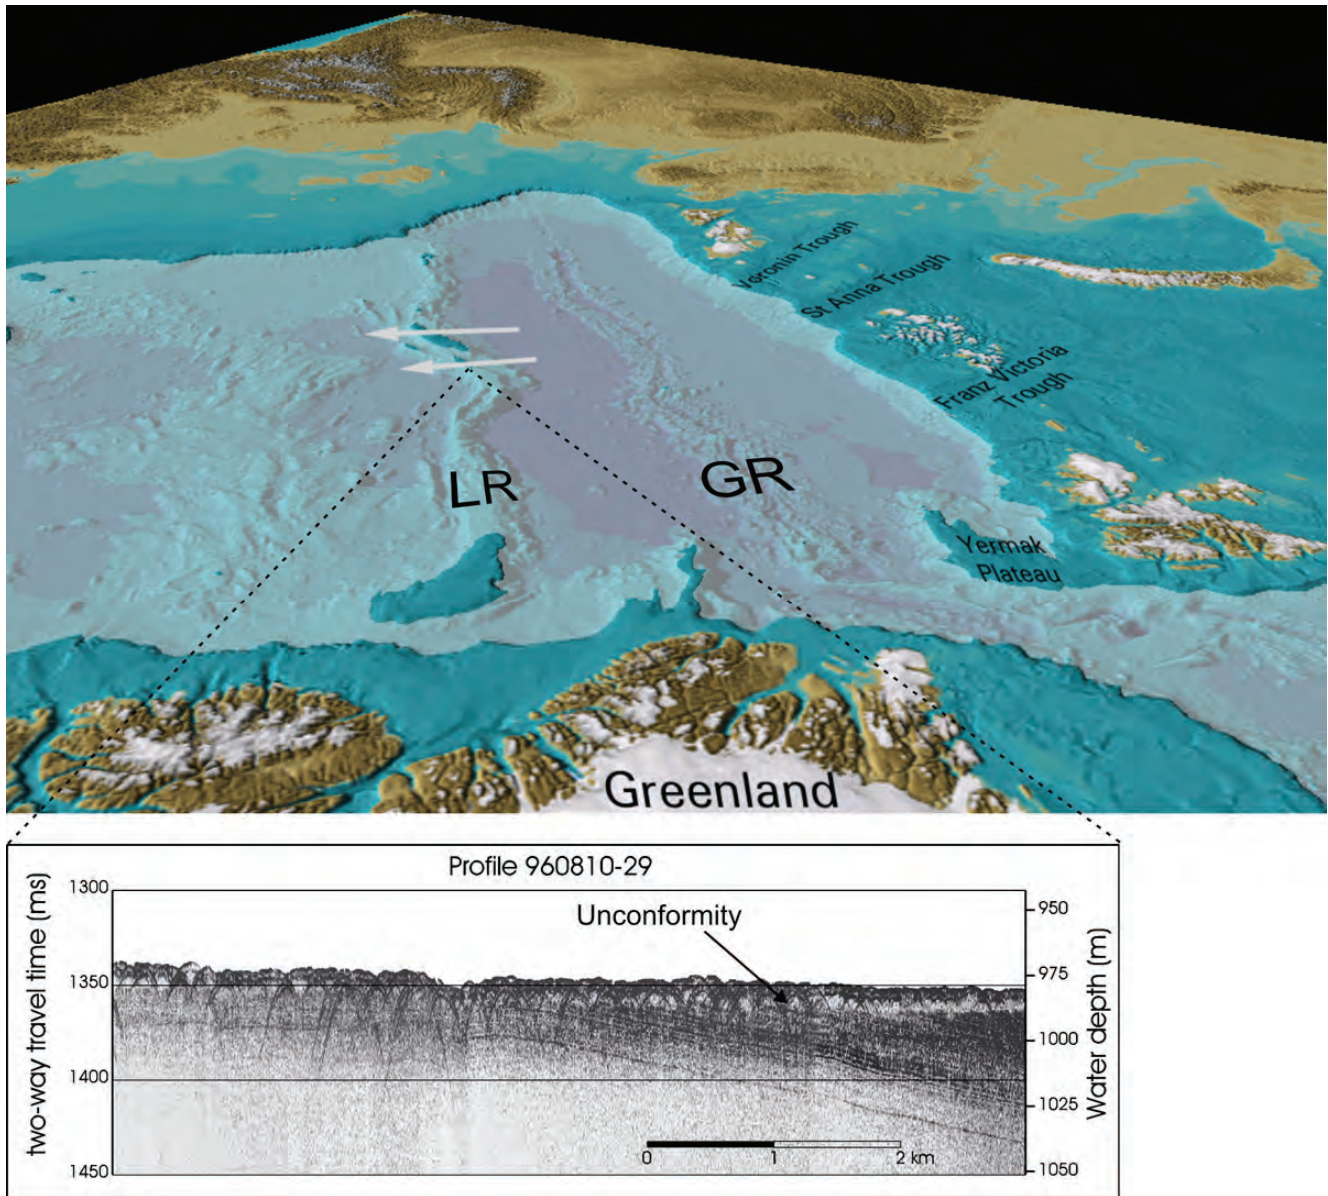 Voronin Trough
St Anna Trough
Franz Victoria
Trough
GR
LR
Yermak
Plateau
Greenland
Profile 960810-29
two-way travel time (ms)
1300
1350
1400
1450
Unconformity
Water depth (m)
950
975
1000
1025
1050
0 1 2 km